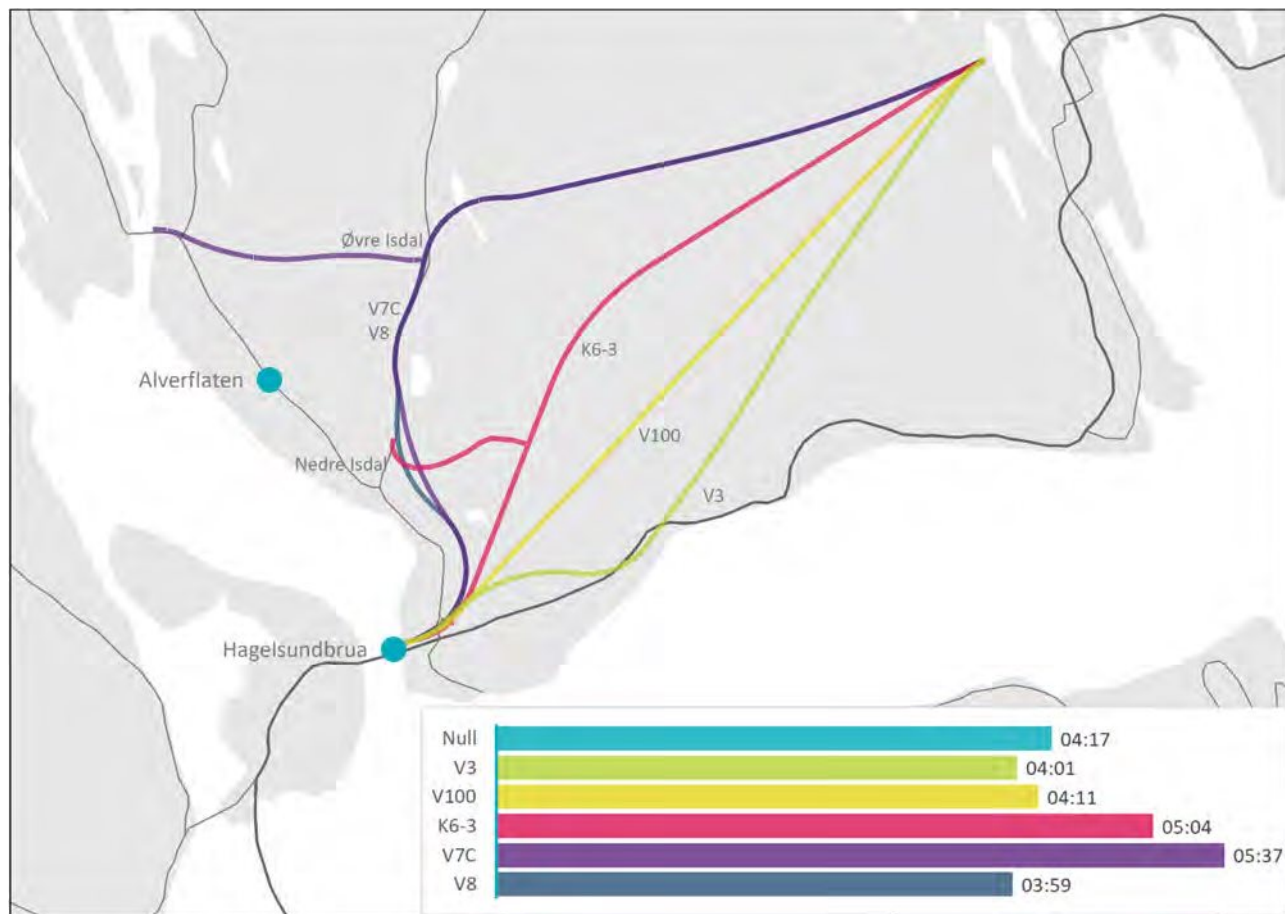 Øvre Isdal
V7C
V8
K6-3
Alverflaten
V100
Nedre Isdal
V3
Hagelsundbrua
Null 04:17
V3 04:01
V100 04:11
K6-3 05:04
V7C 05:37
V8 03:59